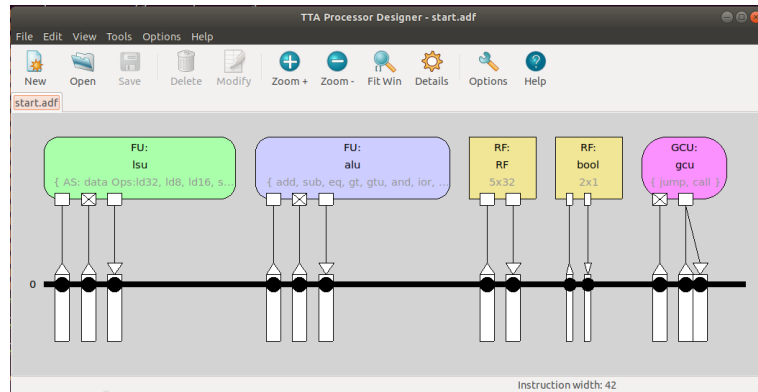 TTA Processor Designer - start.adf
File Edit View Tools Options Help
New Open Save Delete Modify Zoom + Zoom - Fit Win Details Options Help
start.adf
FU: FU: RF: RF: GCU:
lsu alu RF bool gcu
{ AS: data Ops:ld32, ld8, ld16, s... { add, sub, eq, gt, gtu, and, ior, ... 5x32 2x1 { jump, call }
0
Instruction width: 42